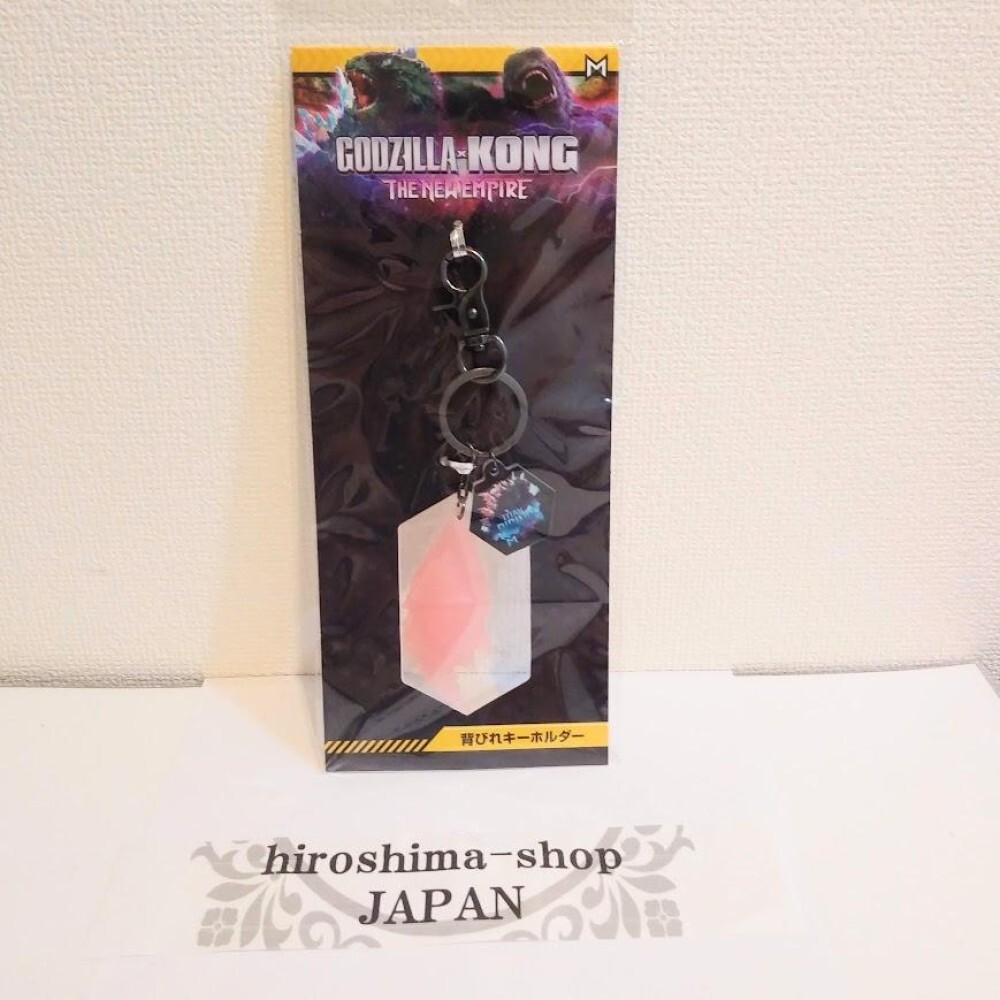 M
GODZILLA x KONG
THE NEW EMPIRE
背びれキーホルダー
hiroshima-shop
JAPAN